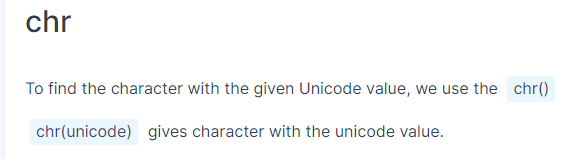 chr
To find the character with the given Unicode value, we use the chr()
chr(unicode) gives character with the unicode value.